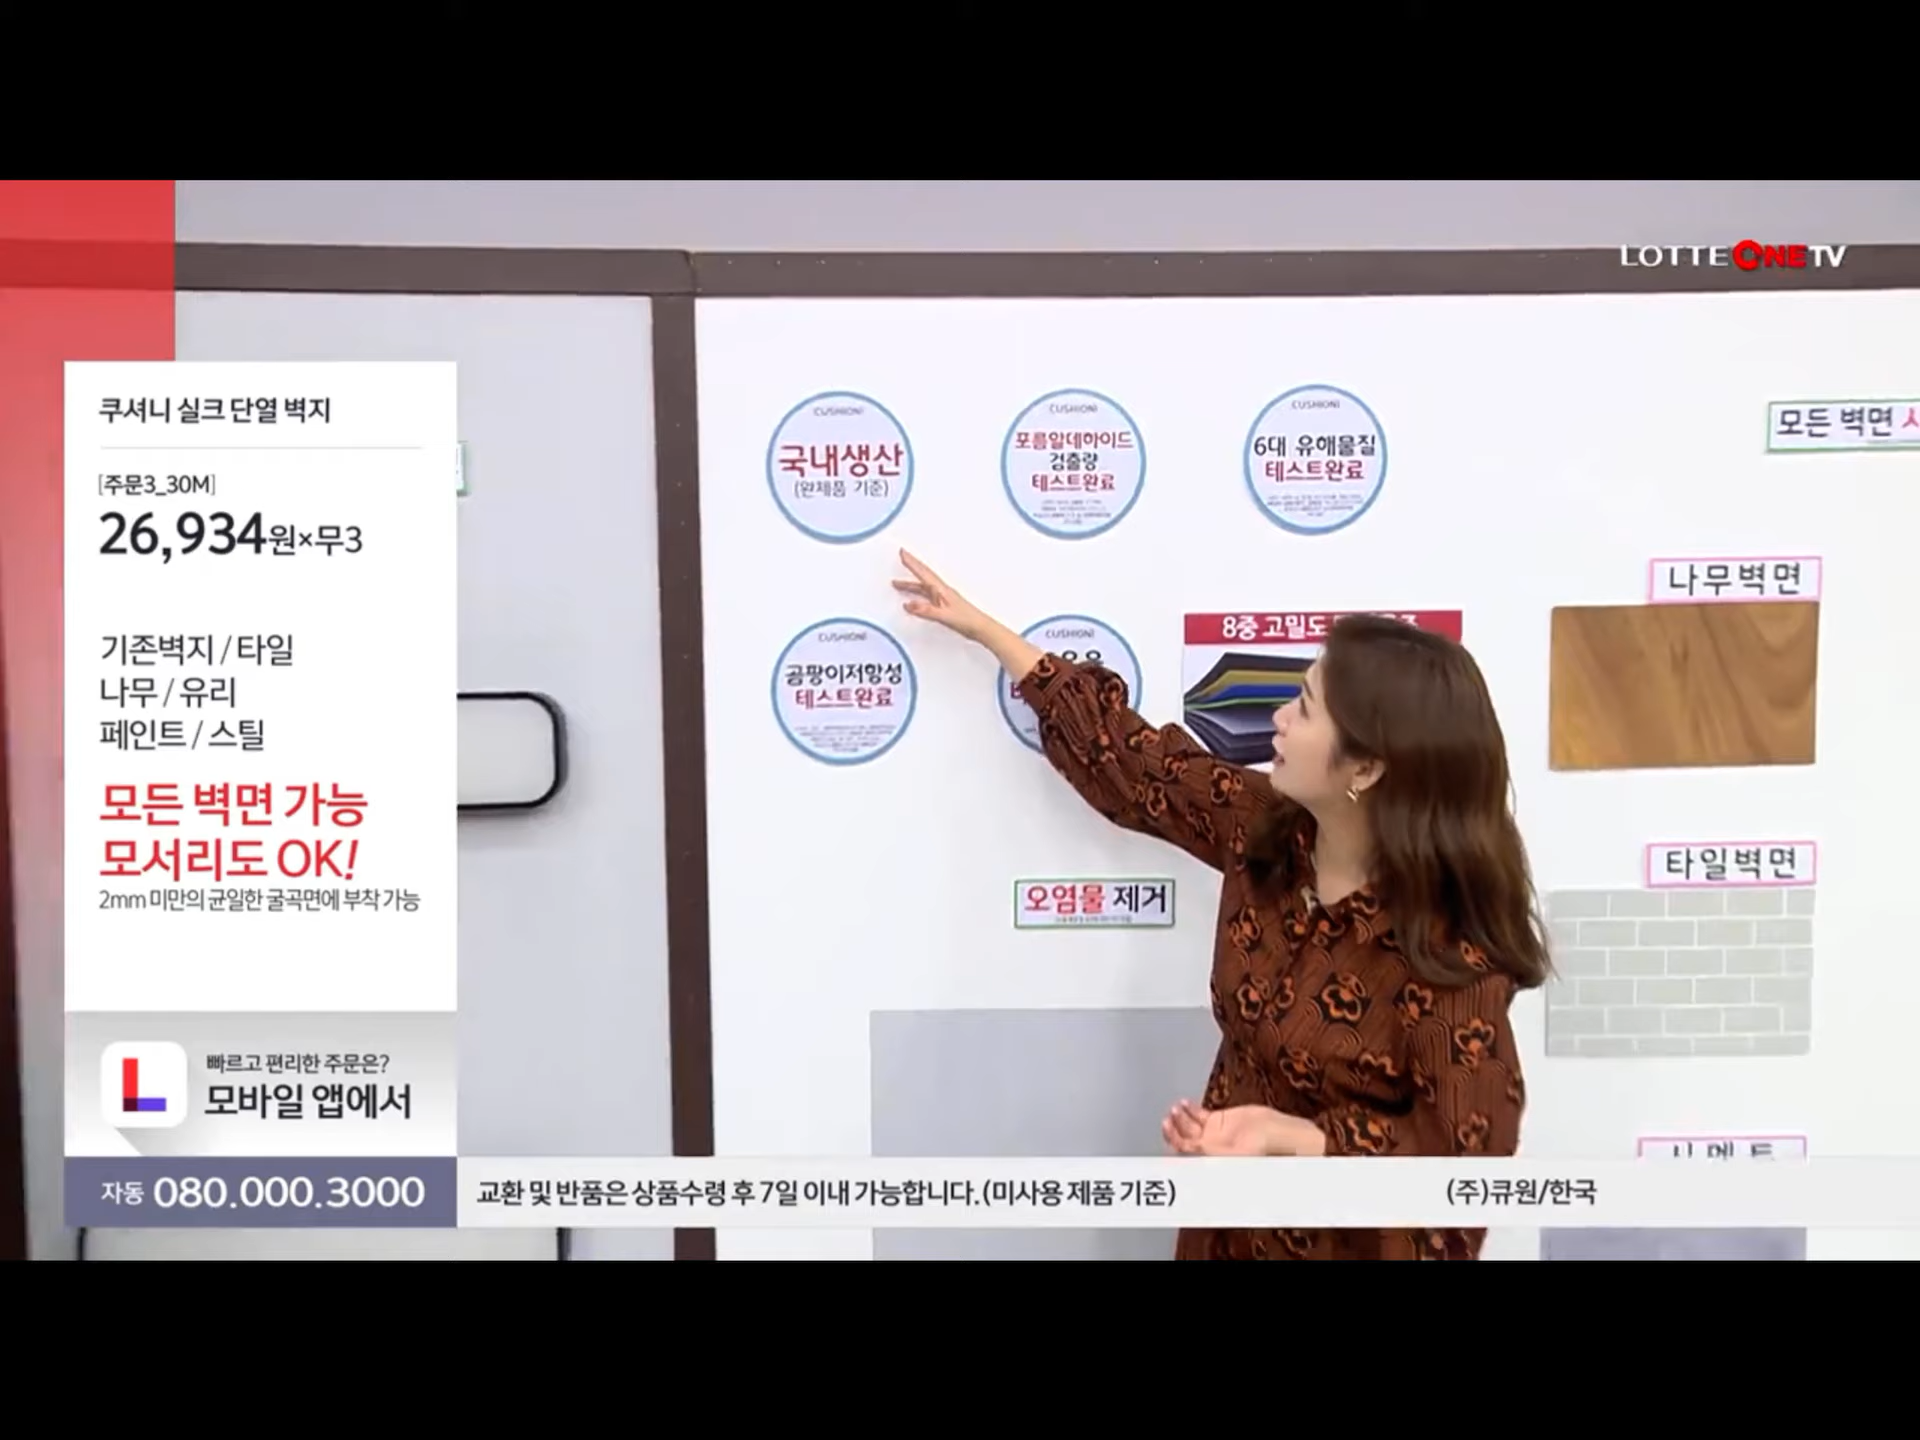 LOTTE ONE TV
쿠셔니 실크 단열 벽지
[주문3_30M]
26,934원×무3
기존벽지 / 타일
나무 / 유리
페인트 / 스틸
모든 벽면 가능
모서리도 OK!
2mm 미만의 균일한 굴곡면에 부착 가능
빠르고 편리한 주문은?
모바일 앱에서
자동 080.000.3000
교환 및 반품은 상품수령 후 7일 이내 가능합니다.(미사용 제품 기준)
(주)큐원/한국
CUSHIONI
국내생산
(완제품 기준)
CUSHIONI
포름알데하이드
검출량
테스트완료
CUSHIONI
6대 유해물질
테스트완료
모든 벽면
CUSHIONI
곰팡이저항성
테스트완료
CUSHIONI
8중 고밀도
나무벽면
타일벽면
오염물 제거